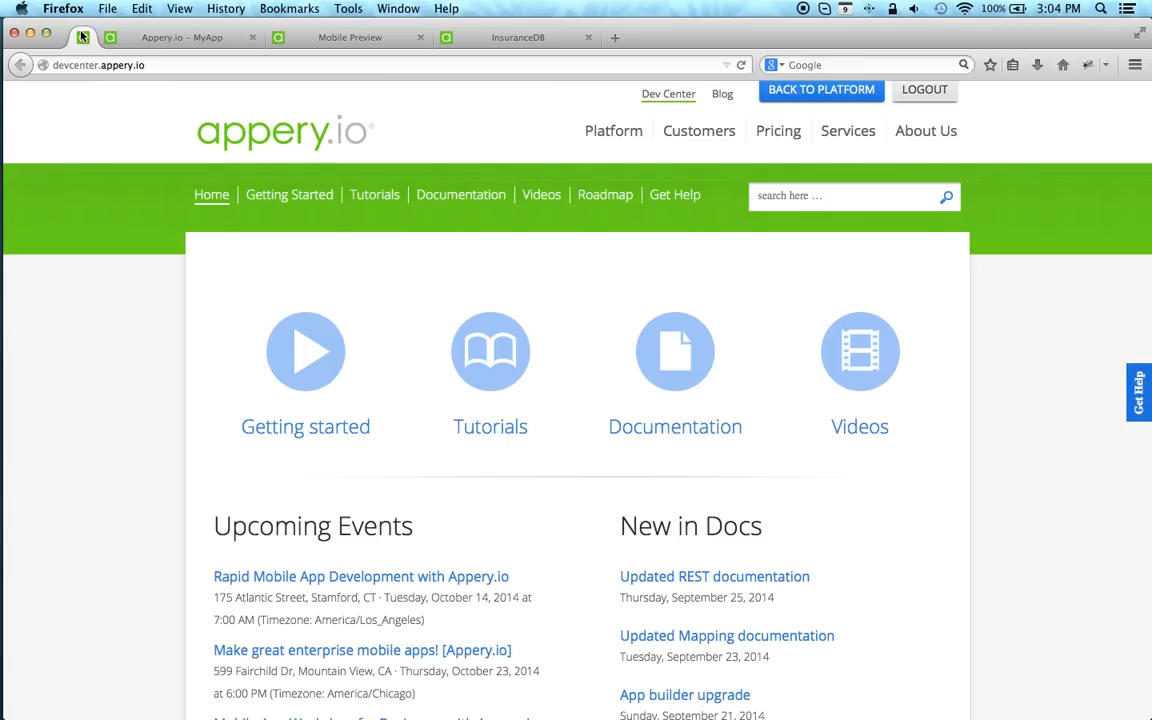 Firefox File Edit View History Bookmarks Tools Window Help 9 100% 3:04 PM
Appery.io – MyApp Mobile Preview InsuranceDB
devcenter.appery.io Google
Dev Center Blog BACK TO PLATFORM LOGOUT
appery.io
Platform Customers Pricing Services About Us
Home Getting Started Tutorials Documentation Videos Roadmap Get Help search here ...
Getting started Tutorials Documentation Videos
Get Help
Upcoming Events
Rapid Mobile App Development with Appery.io
175 Atlantic Street, Stamford, CT · Tuesday, October 14, 2014 at
7:00 AM (Timezone: America/Los_Angeles)
Make great enterprise mobile apps! [Appery.io]
599 Fairchild Dr, Mountain View, CA · Thursday, October 23, 2014
at 6:00 PM (Timezone: America/Chicago)
New in Docs
Updated REST documentation
Thursday, September 25, 2014
Updated Mapping documentation
Tuesday, September 23, 2014
App builder upgrade
Sunday, September 21, 2014